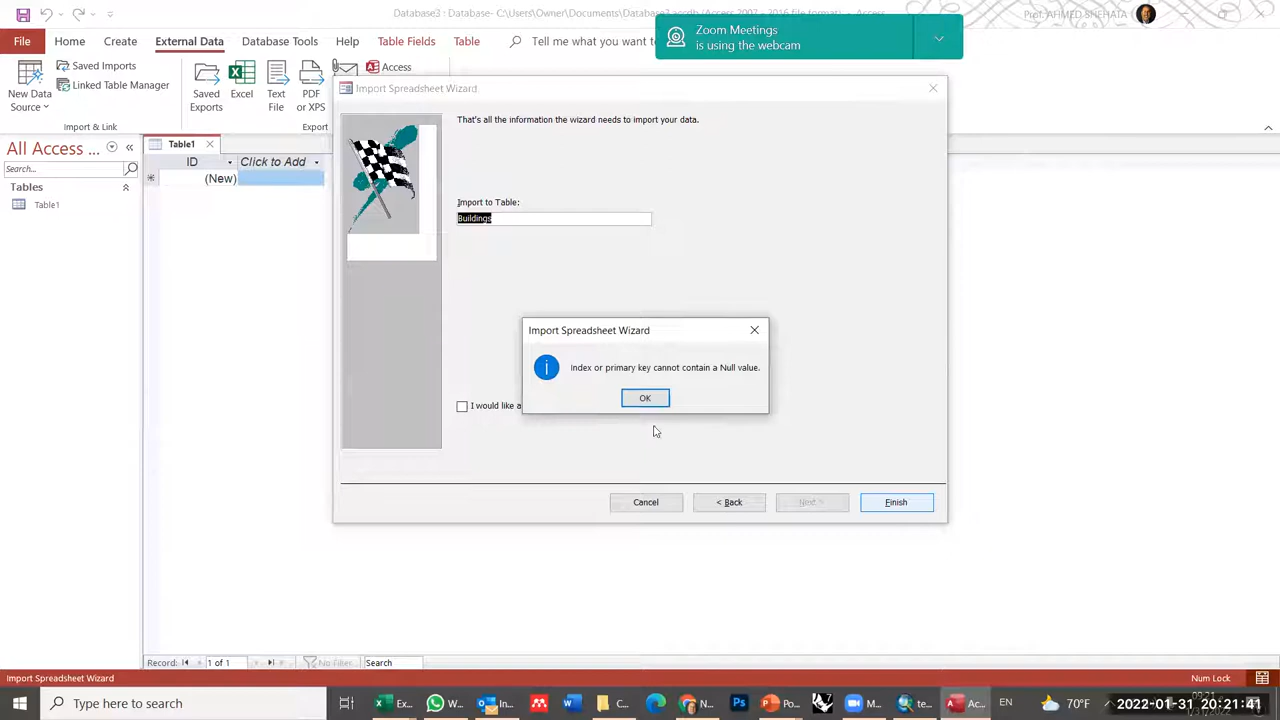 Database3 : Database- C:\Users\Owner\Documents\Database3.accdb (Access 2007 - 2016 file format) - Access
Prof. AHMED SHEHATA
Zoom Meetings
is using the webcam
File Home Create External Data Database Tools Help Table Fields Table Tell me what you want to
New Data
Source
Saved Imports
Linked Table Manager
Import & Link
Saved
Exports
Excel
Text
File
PDF
or XPS
Access
Export
All Access ...
Search...
Tables
Table1
Table1
ID Click to Add
(New)
Import Spreadsheet Wizard
That's all the information the wizard needs to import your data.
Import to Table:
Buildings
Import Spreadsheet Wizard
Index or primary key cannot contain a Null value.
OK
I would like a
Cancel < Back Next > Finish
Record: 1 of 1 No Filter Search
Import Spreadsheet Wizard Num Lock
Type here to search
Ex... W... In... C... N... Po... M... te... Ac... EN 70°F
2022-01-31 20:21:41